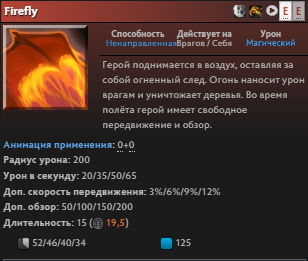 Firefly
E E
Способность Действует на Урон
Ненаправленная Врагов / Себя Магический
Герой поднимается в воздух, оставляя за
собой огненный след. Огонь наносит урон
врагам и уничтожает деревья. Во время
полёта герой имеет свободное
передвижение и обзор.
Анимация применения: 0+0
Радиус урона: 200
Урон в секунду: 20/35/50/65
Доп. скорость передвижения: 3%/6%/9%/12%
Доп. обзор: 50/100/150/200
Длительность: 15 ( 19,5)
52/46/40/34 125